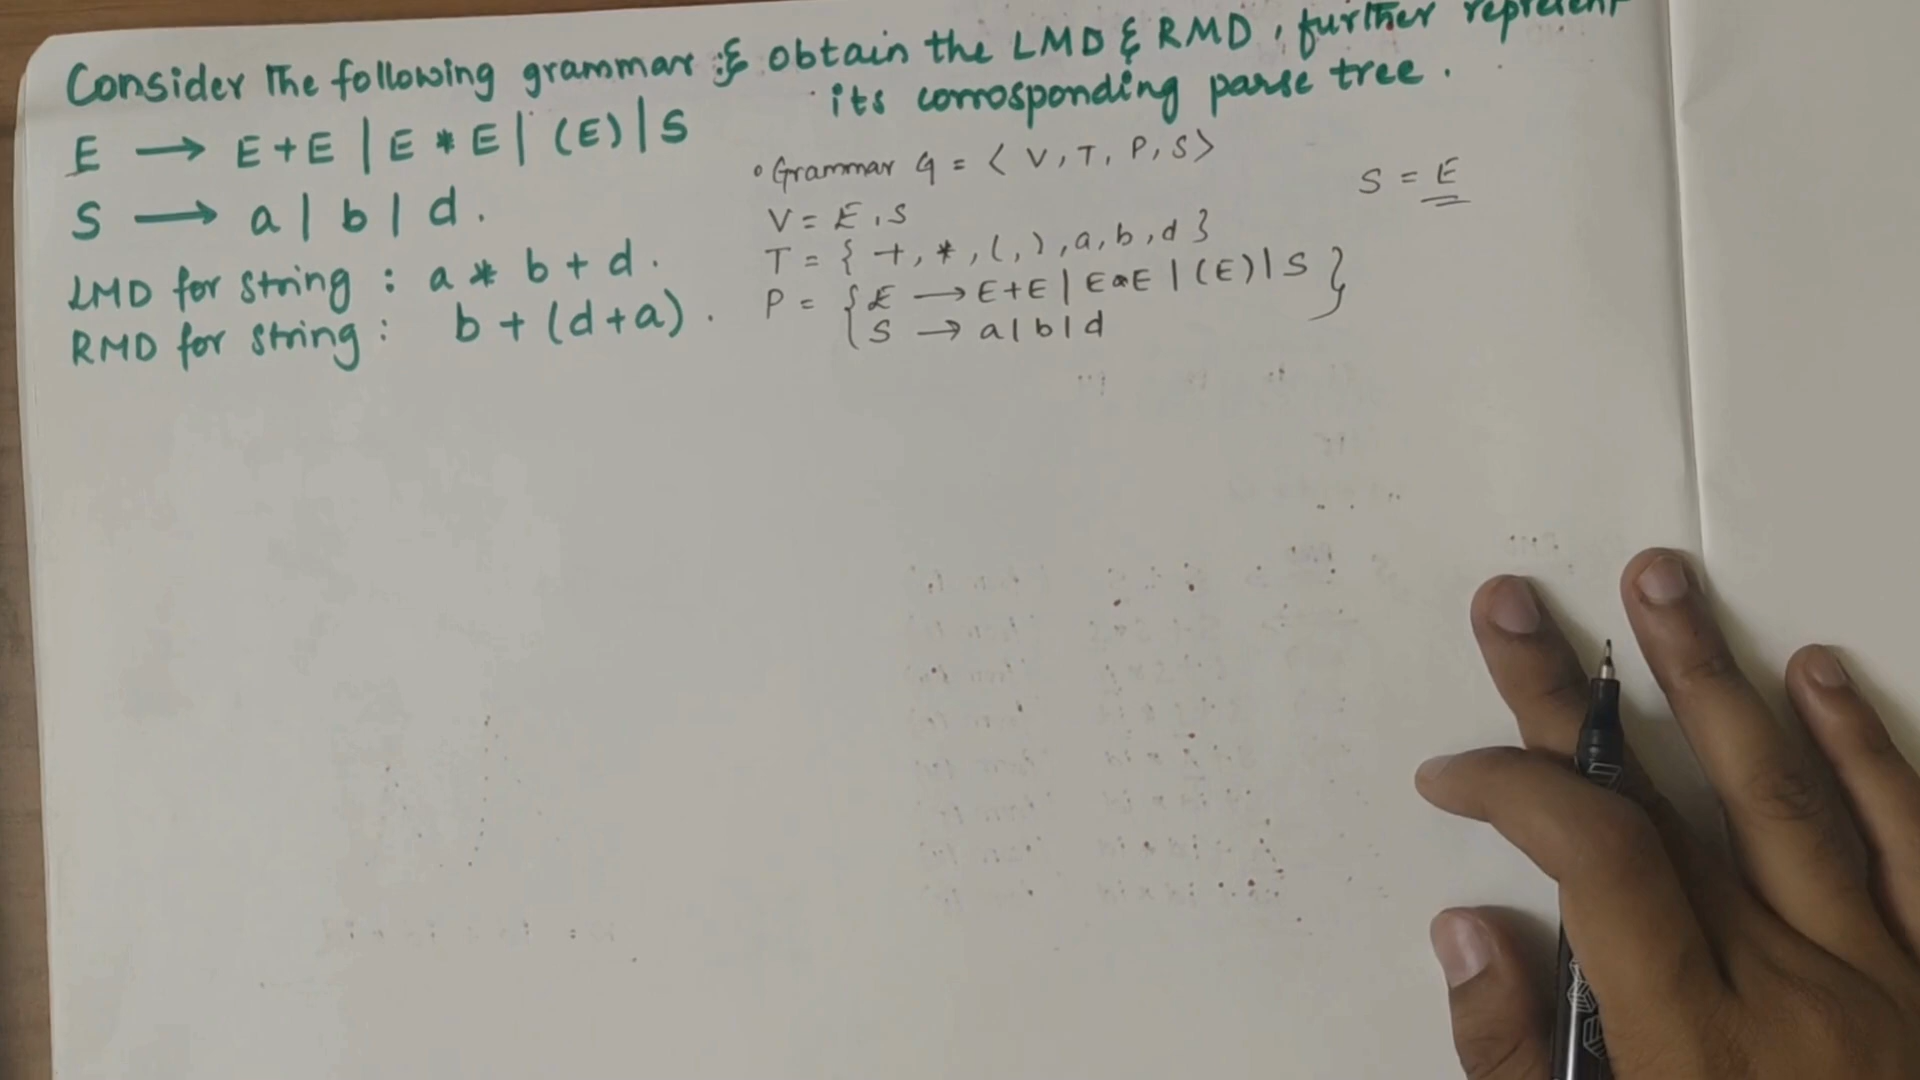 Consider The following grammar & obtain the LMD & RMD, further represent
its corrosponding parse tree.
E → E+E | E * E | (E) | S
S → a | b | d.
LMD for string : a * b + d.
RMD for string : b + (d+a).
• Grammar G = ⟨ V, T, P, S⟩
S = E
V = E, S
T = { +, *, (, ), a, b, d }
P = { E → E+E | E*E | (E) | S }
S → a | b | d